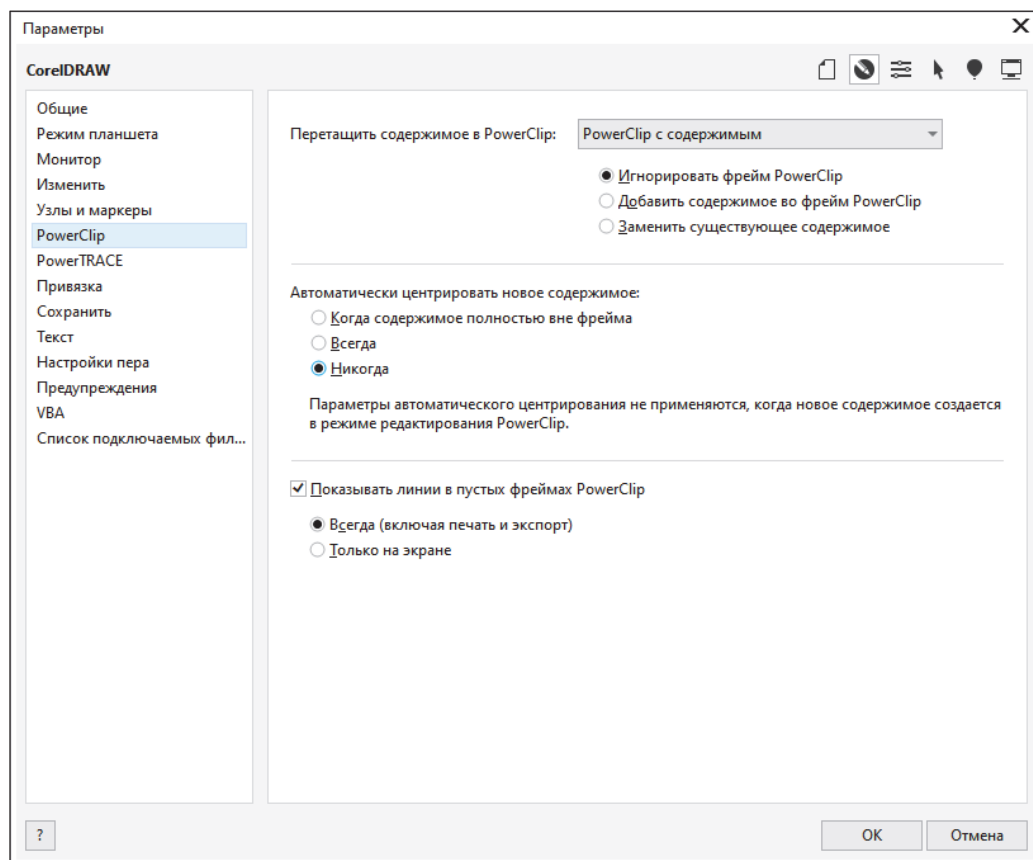 Параметры
CorelDRAW
Общие
Режим планшета
Монитор
Изменить
Узлы и маркеры
PowerClip
PowerTRACE
Привязка
Сохранить
Текст
Настройки пера
Предупреждения
VBA
Список подключаемых фил...
Перетащить содержимое в PowerClip:
PowerClip с содержимым
Игнорировать фрейм PowerClip
Добавить содержимое во фрейм PowerClip
Заменить существующее содержимое
Автоматически центрировать новое содержимое:
Когда содержимое полностью вне фрейма
Всегда
Никогда
Параметры автоматического центрирования не применяются, когда новое содержимое создается
в режиме редактирования PowerClip.
Показывать линии в пустых фреймах PowerClip
Всегда (включая печать и экспорт)
Только на экране
?
OK
Отмена